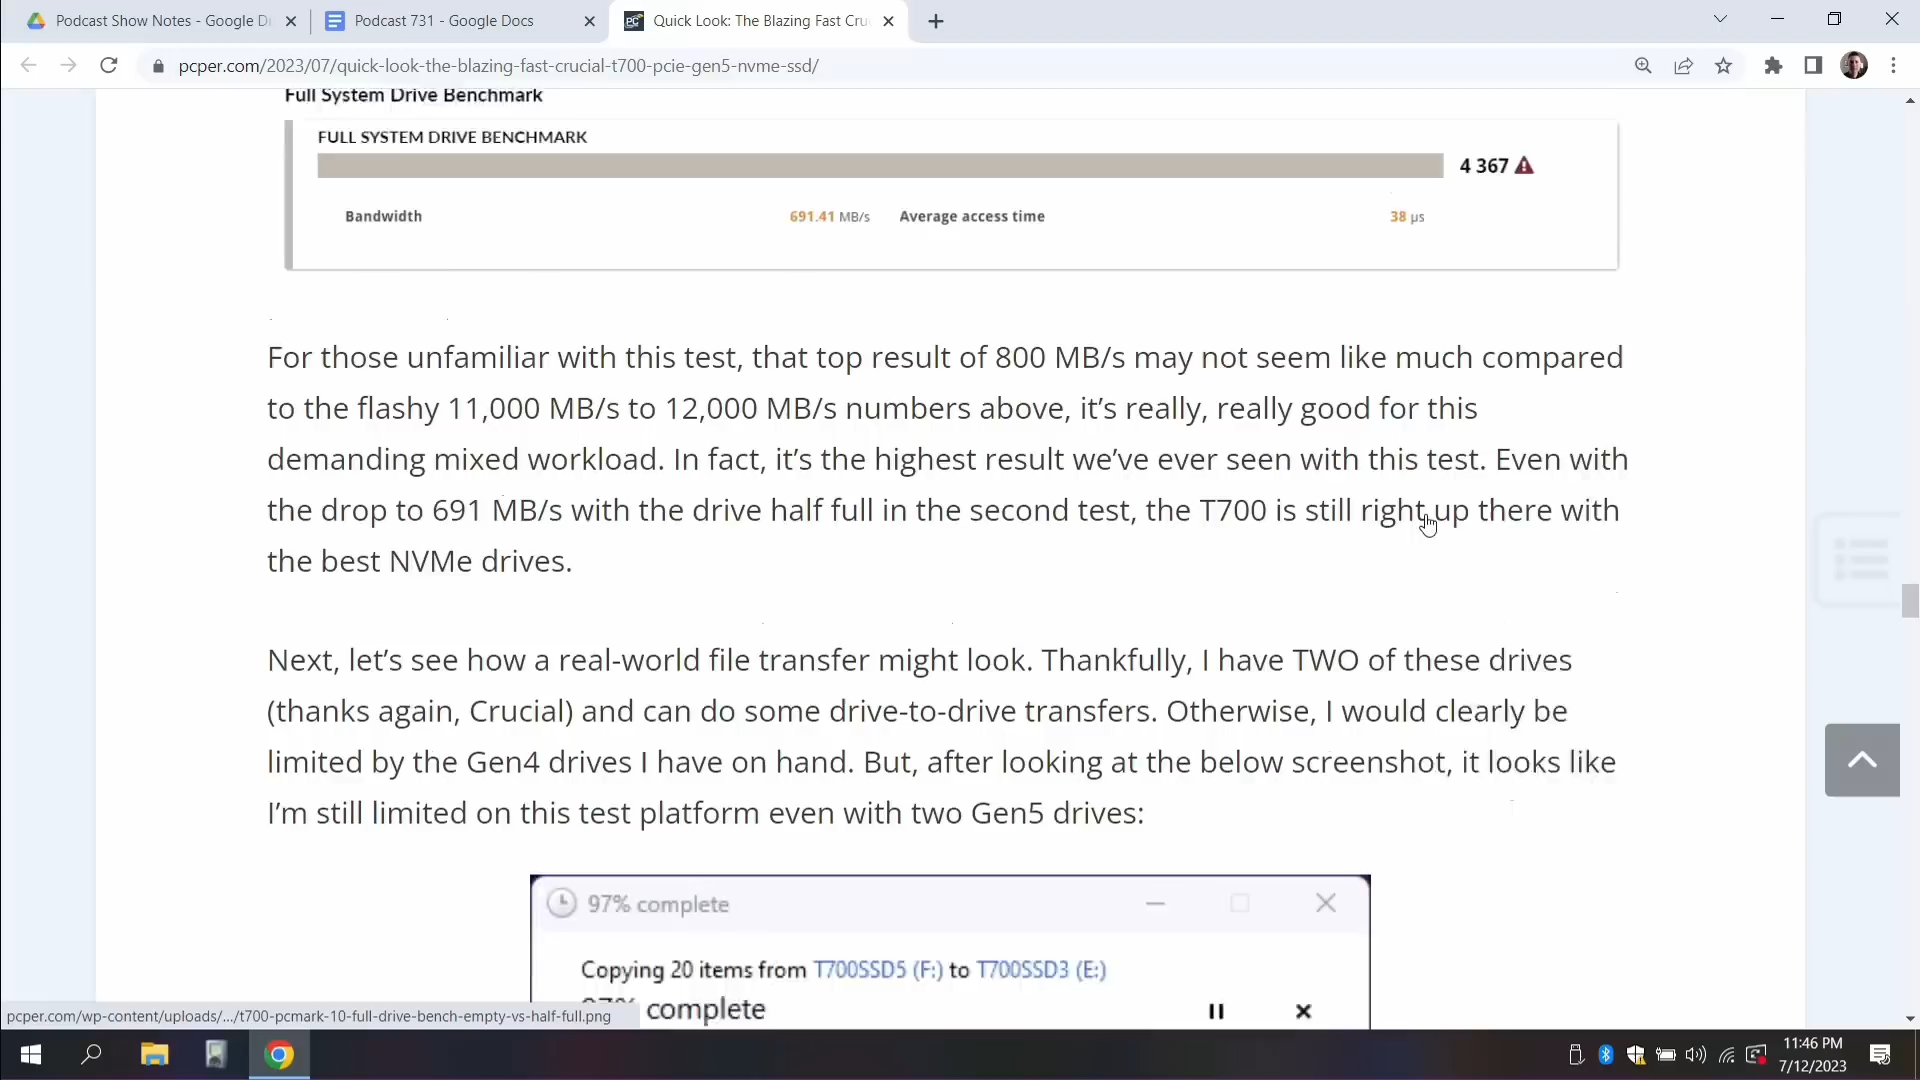 Podcast Show Notes - Google Dr
Podcast 731 - Google Docs
PC
Quick Look: The Blazing Fast Cru
pcper.com/2023/07/quick-look-the-blazing-fast-crucial-t700-pcie-gen5-nvme-ssd/
Full System Drive Benchmark
FULL SYSTEM DRIVE BENCHMARK
4 367
Bandwidth 691.41 MB/s Average access time 38 µs
For those unfamiliar with this test, that top result of 800 MB/s may not seem like much compared
to the flashy 11,000 MB/s to 12,000 MB/s numbers above, it’s really, really good for this
demanding mixed workload. In fact, it’s the highest result we’ve ever seen with this test. Even with
the drop to 691 MB/s with the drive half full in the second test, the T700 is still right up there with
the best NVMe drives.
Next, let’s see how a real-world file transfer might look. Thankfully, I have TWO of these drives
(thanks again, Crucial) and can do some drive-to-drive transfers. Otherwise, I would clearly be
limited by the Gen4 drives I have on hand. But, after looking at the below screenshot, it looks like
I’m still limited on this test platform even with two Gen5 drives:
97% complete
Copying 20 items from T700SSD5 (F:) to T700SSD3 (E:)
97% complete
pcper.com/wp-content/uploads/.../t700-pcmark-10-full-drive-bench-empty-vs-half-full.png
11:46 PM
7/12/2023